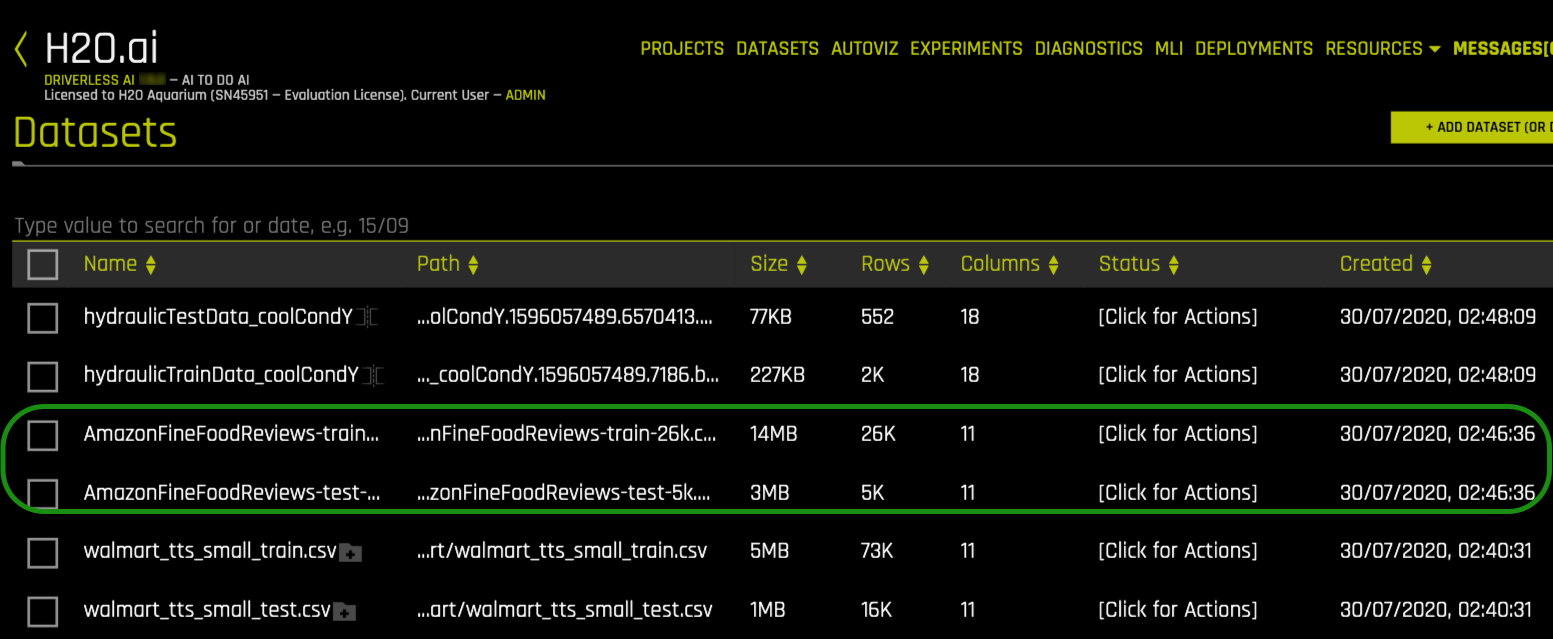 H2O.ai
PROJECTS DATASETS AUTOVIZ EXPERIMENTS DIAGNOSTICS MLI DEPLOYMENTS RESOURCES MESSAGES[
DRIVERLESS AI – AI TO DO AI
Licensed to H2O Aquarium (SN45951 – Evaluation License). Current User – ADMIN
Datasets
+ ADD DATASET (OR
Type value to search for or date, e.g. 15/09
Name Path Size Rows Columns Status Created
hydraulicTestData_coolCondY ...olCondY.1596057489.6570413.... 77KB 552 18 [Click for Actions] 30/07/2020, 02:48:09
hydraulicTrainData_coolCondY ..._coolCondY.1596057489.7186.b... 227KB 2K 18 [Click for Actions] 30/07/2020, 02:48:09
AmazonFineFoodReviews-train... ...nFineFoodReviews-train-26k.c... 14MB 26K 11 [Click for Actions] 30/07/2020, 02:46:36
AmazonFineFoodReviews-test-... ...zonFineFoodReviews-test-5k.... 3MB 5K 11 [Click for Actions] 30/07/2020, 02:46:36
walmart_tts_small_train.csv ...rt/walmart_tts_small_train.csv 5MB 73K 11 [Click for Actions] 30/07/2020, 02:40:31
walmart_tts_small_test.csv ...art/walmart_tts_small_test.csv 1MB 16K 11 [Click for Actions] 30/07/2020, 02:40:31